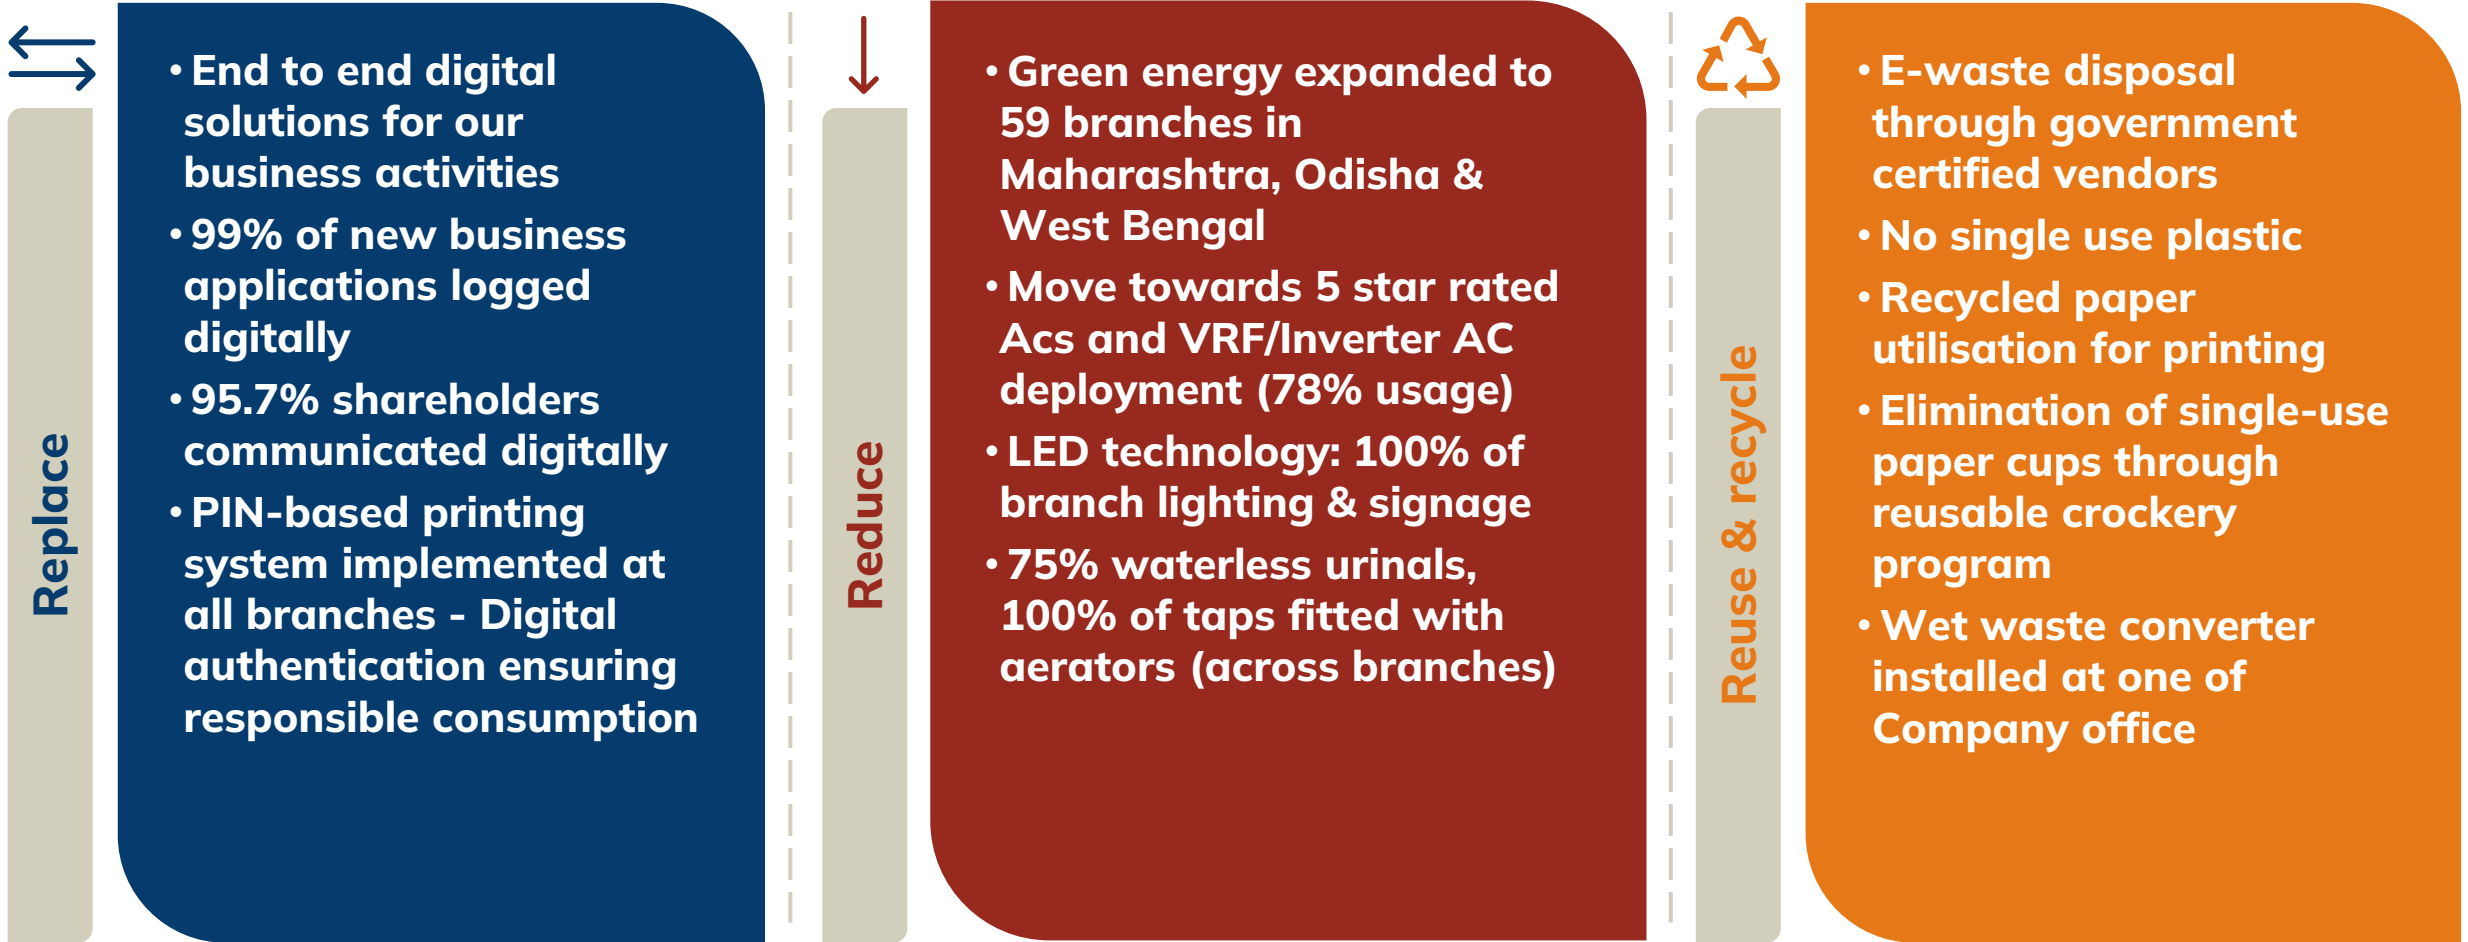 Replace
• End to end digital
solutions for our
business activities
• 99% of new business
applications logged
digitally
• 95.7% shareholders
communicated digitally
• PIN-based printing
system implemented at
all branches - Digital
authentication ensuring
responsible consumption
Reduce
• Green energy expanded to
59 branches in
Maharashtra, Odisha &
West Bengal
• Move towards 5 star rated
Acs and VRF/Inverter AC
deployment (78% usage)
• LED technology: 100% of
branch lighting & signage
• 75% waterless urinals,
100% of taps fitted with
aerators (across branches)
Reuse & recycle
• E-waste disposal
through government
certified vendors
• No single use plastic
• Recycled paper
utilisation for printing
• Elimination of single-use
paper cups through
reusable crockery
program
• Wet waste converter
installed at one of
Company office